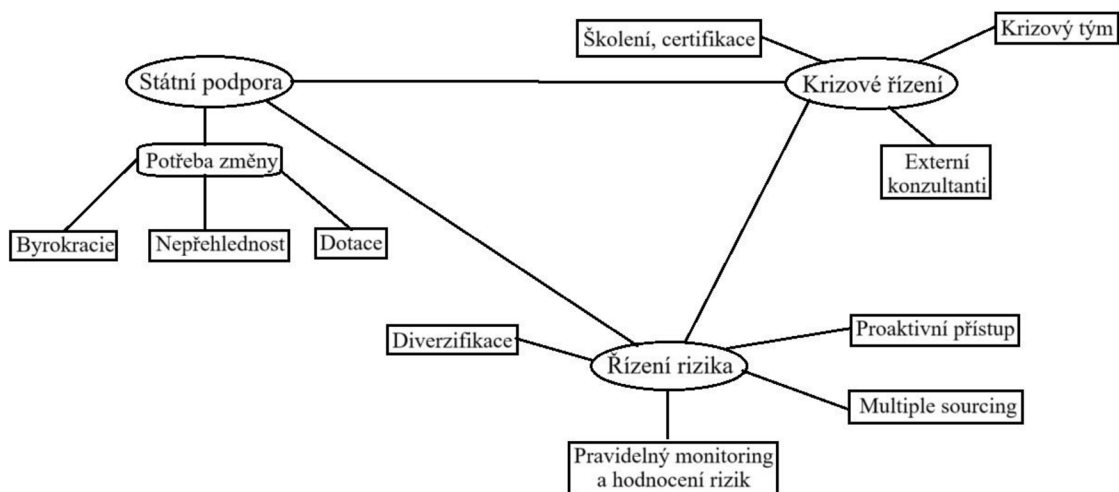 Školení, certifikace
Krizový tým
Státní podpora
Krizové řízení
Potřeba změny
Externí
konzultanti
Byrokracie
Nepřehlednost
Dotace
Diverzifikace
Proaktivní přístup
Řízení rizika
Multiple sourcing
Pravidelný monitoring
a hodnocení rizik